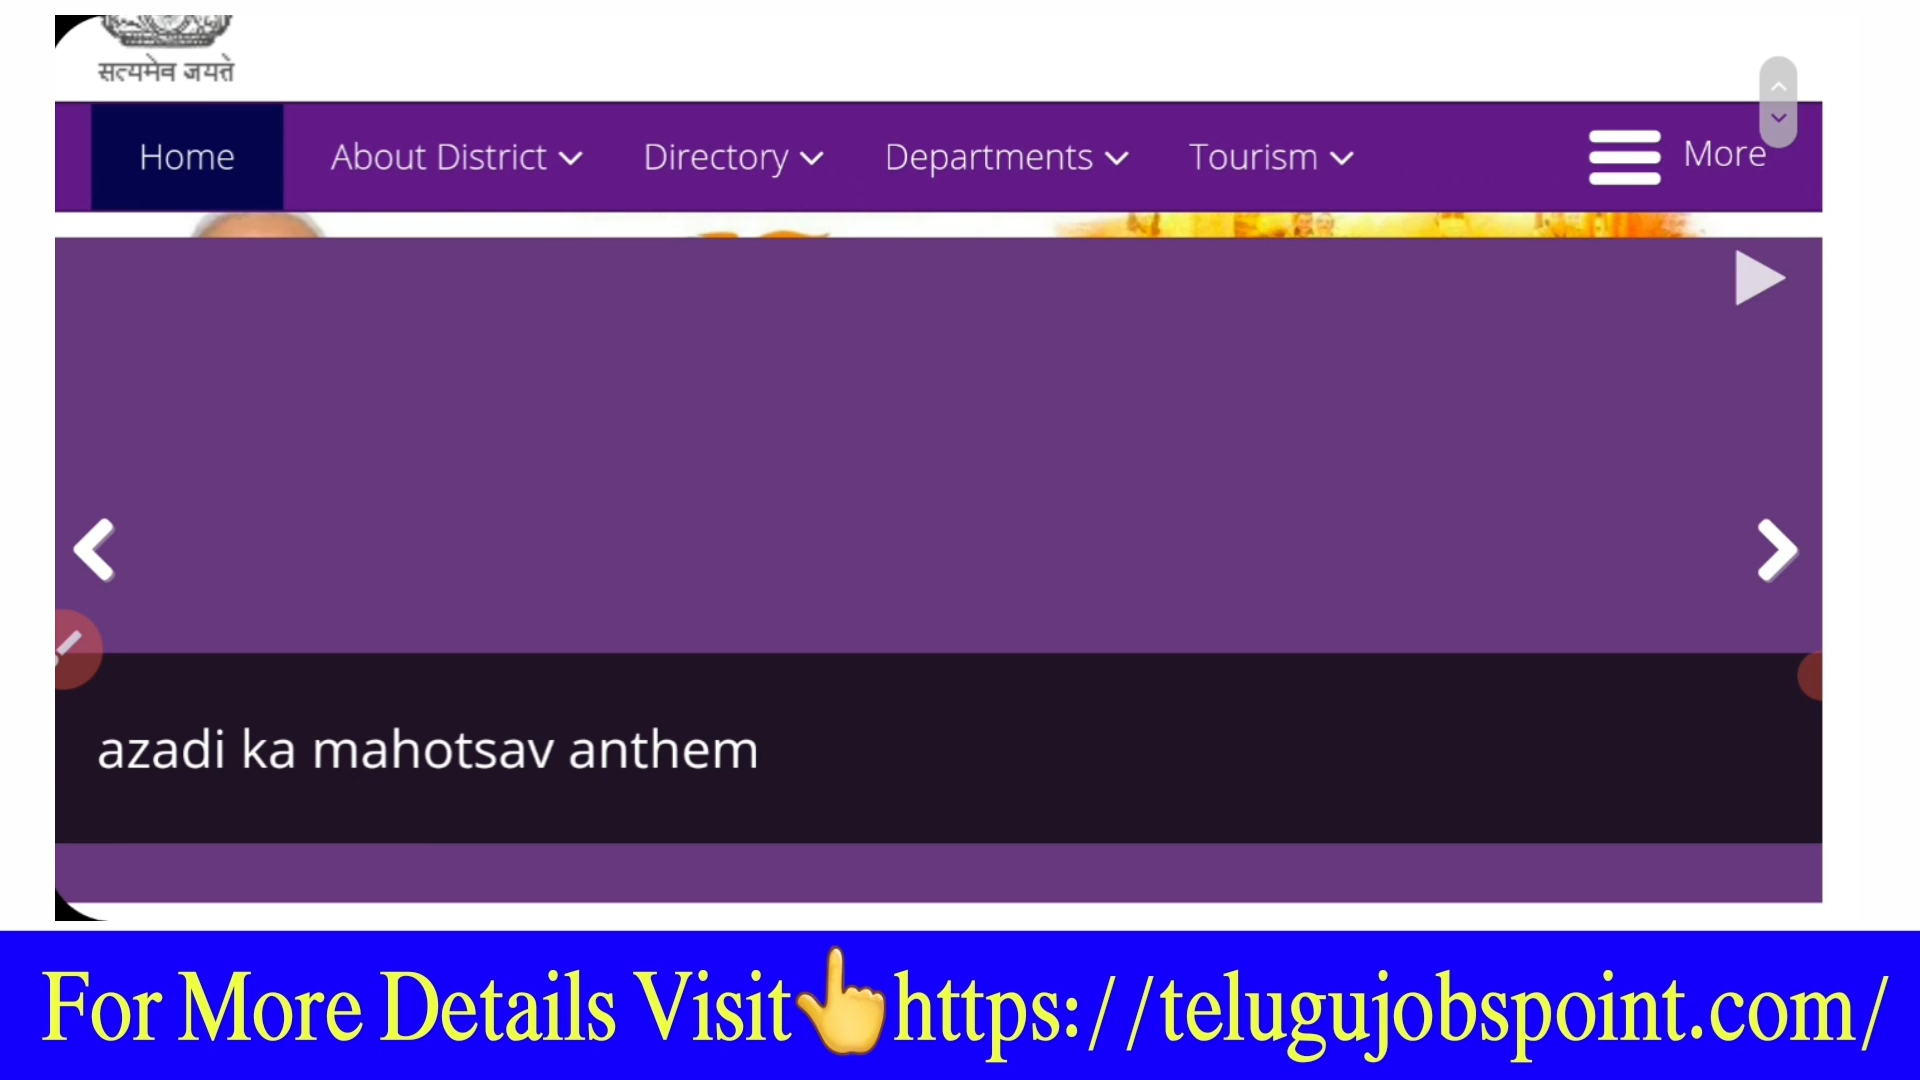 सत्यमेव जयते
Home About District Directory Departments Tourism More
azadi ka mahotsav anthem
For More Details Visit👆https://telugujobspoint.com/